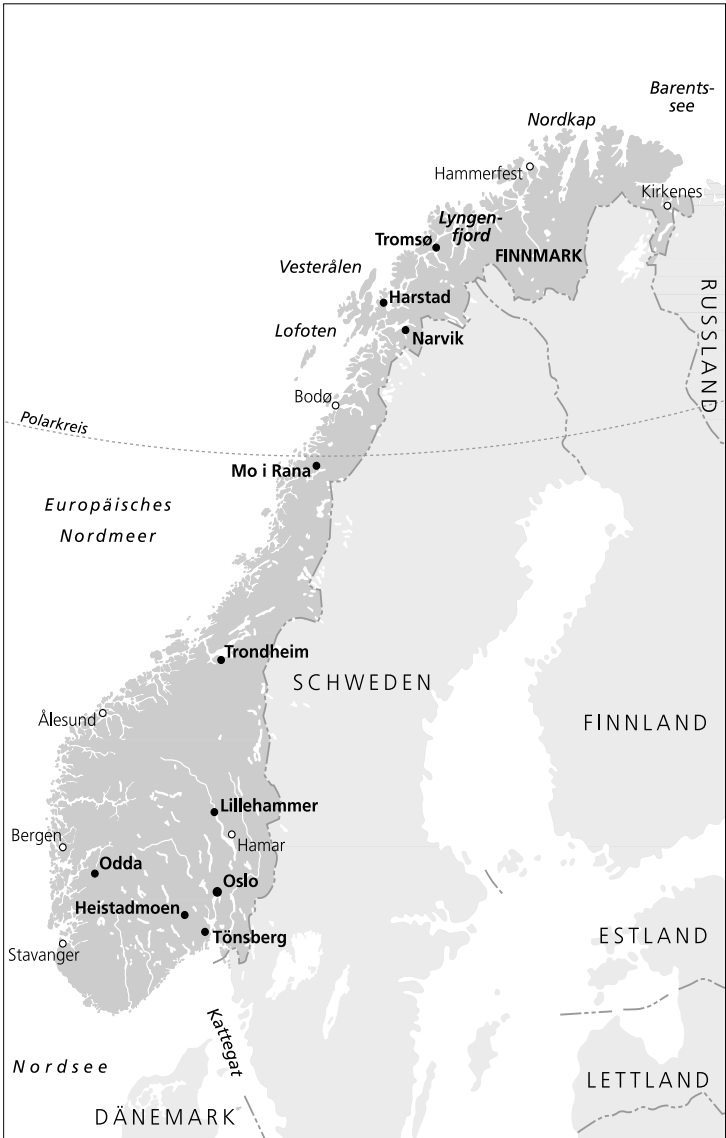 Barents-
see
Nordkap
Hammerfest
Kirkenes
Lyngen-
fjord
Tromsø
FINNMARK
Vesterålen
RUSSLAND
Harstad
Lofoten
Narvik
Bodø
Polarkreis
Mo i Rana
Europäisches
Nordmeer
Trondheim
SCHWEDEN
Ålesund
FINNLAND
Lillehammer
Bergen
Hamar
Odda
Oslo
Heistadmoen
Tönsberg
ESTLAND
Stavanger
Kattegat
Nordsee
LETTLAND
DÄNEMARK